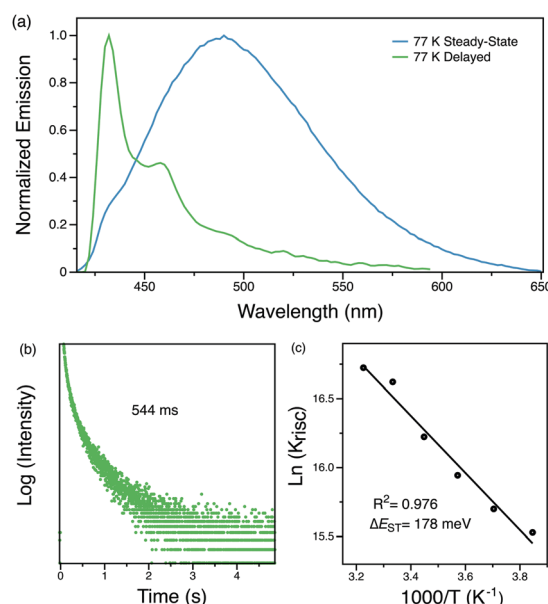 (a)
Normalized Emission
1.0
0.8
0.6
0.4
0.2
0
77 K Steady-State
77 K Delayed
450
500
550
600
650
Wavelength (nm)
(b)
Log (Intensity)
544 ms
0
1
2
3
4
Time (s)
(c)
Ln (Krisc)
16.5
16.0
15.5
R²= 0.976
ΔE_ST= 178 meV
3.2
3.4
3.6
3.8
1000/T (K⁻¹)